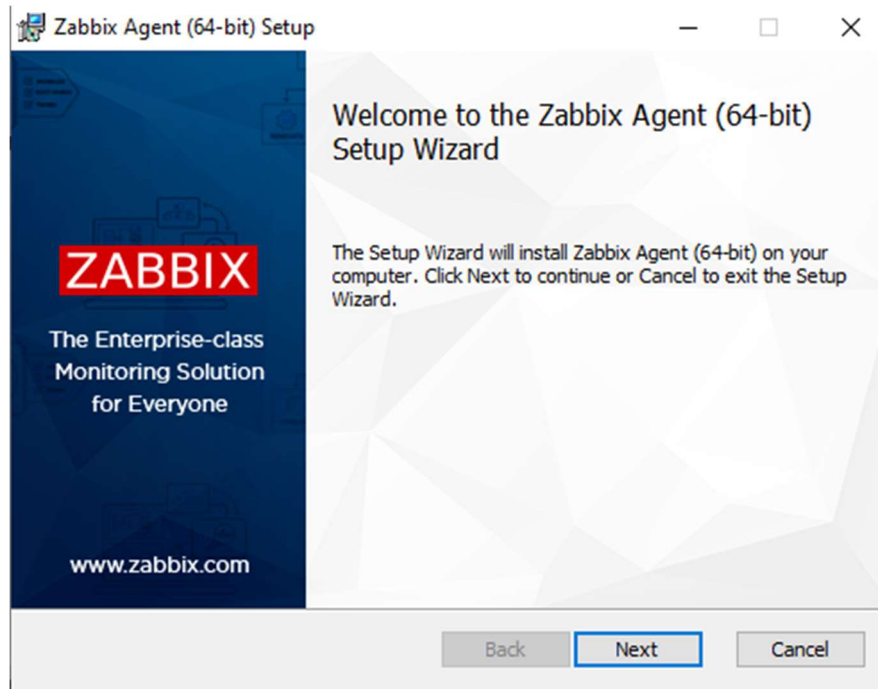 Zabbix Agent (64-bit) Setup
Welcome to the Zabbix Agent (64-bit)
Setup Wizard
The Setup Wizard will install Zabbix Agent (64-bit) on your
computer. Click Next to continue or Cancel to exit the Setup
Wizard.
ZABBIX
The Enterprise-class
Monitoring Solution
for Everyone
www.zabbix.com
Back
Next
Cancel